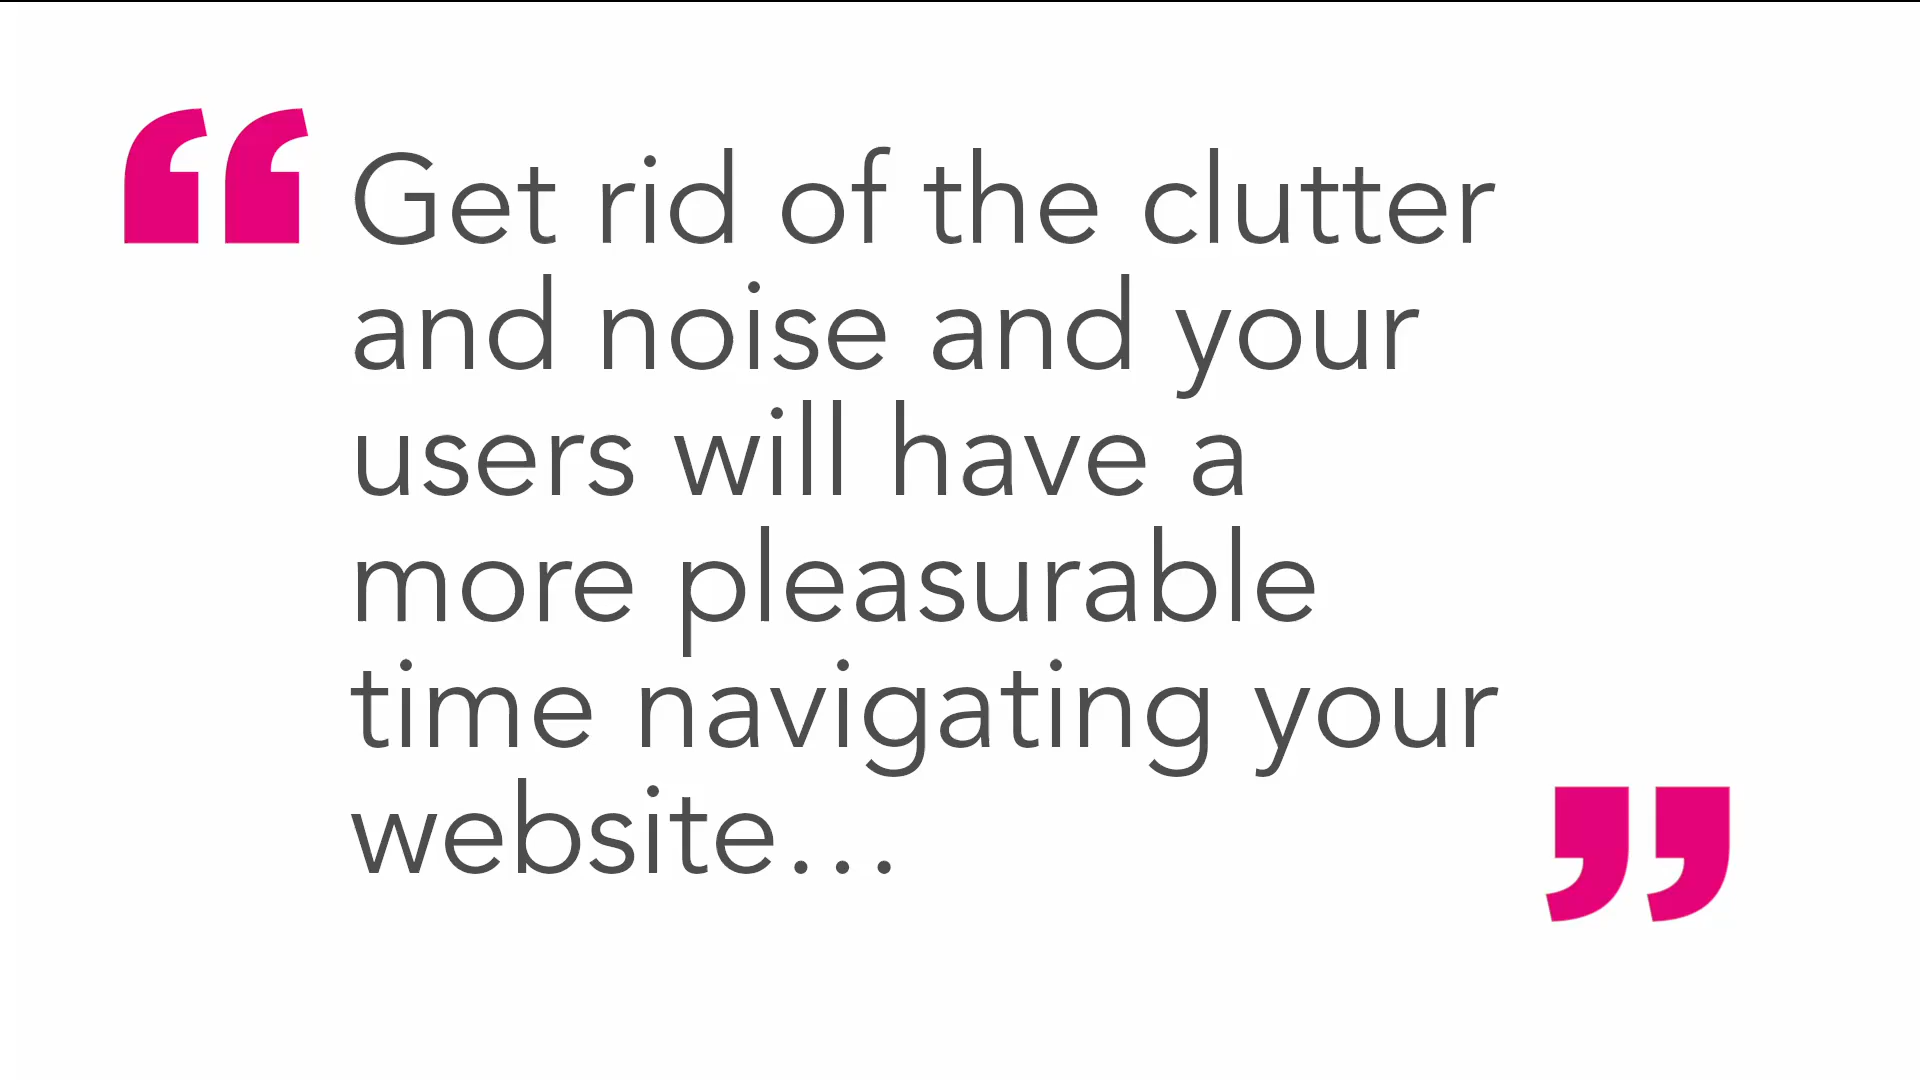 “Get rid of the clutter
and noise and your
users will have a
more pleasurable
time navigating your
website…”